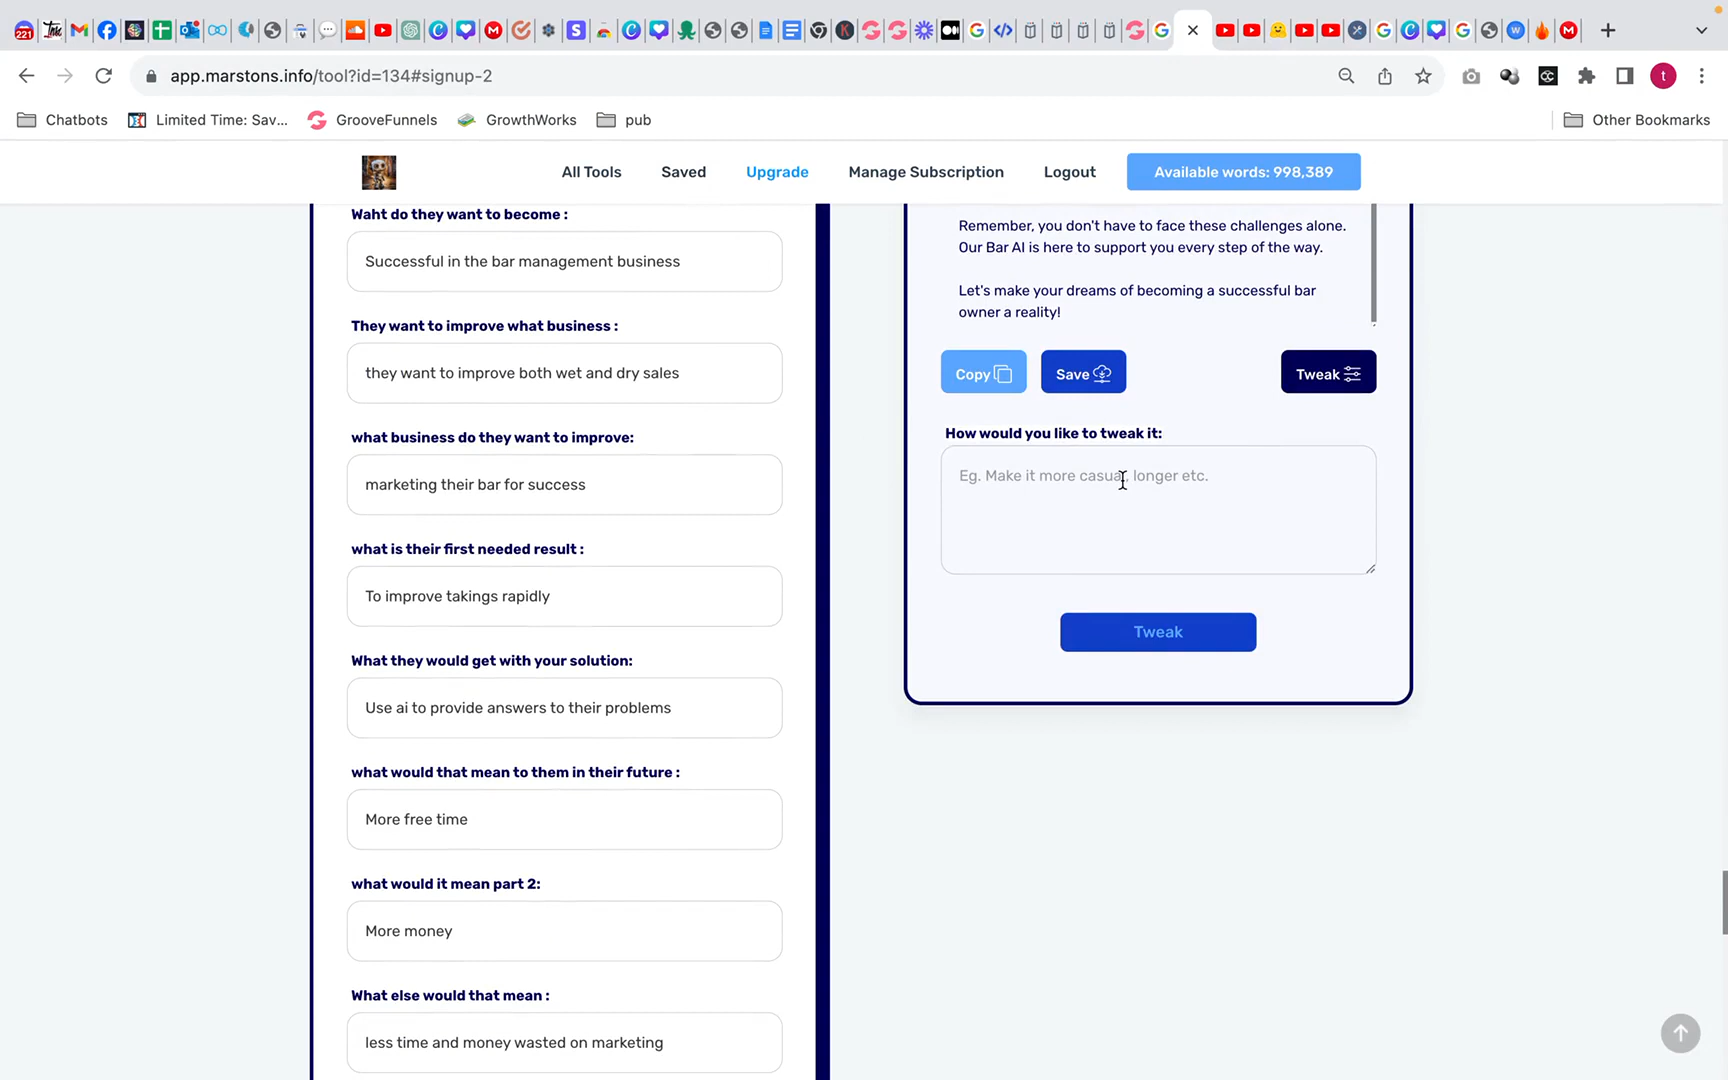 221
app.marstons.info/tool?id=134#signup-2
t
Chatbots
Limited Time: Sav...
GrooveFunnels
GrowthWorks
pub
Other Bookmarks
All Tools
Saved
Upgrade
Manage Subscription
Logout
Available words: 998,389
Waht do they want to become :
Successful in the bar management business
They want to improve what business :
they want to improve both wet and dry sales
what business do they want to improve:
marketing their bar for success
what is their first needed result :
To improve takings rapidly
What they would get with your solution:
Use ai to provide answers to their problems
what would that mean to them in their future :
More free time
what would it mean part 2:
More money
What else would that mean :
less time and money wasted on marketing
Remember, you don't have to face these challenges alone.
Our Bar AI is here to support you every step of the way.
Let's make your dreams of becoming a successful bar
owner a reality!
Copy
Save
Tweak
How would you like to tweak it:
Eg. Make it more casual, longer etc.
Tweak